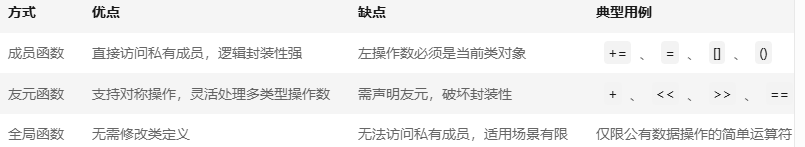 方式 优点 缺点 典型用例
成员函数 直接访问私有成员，逻辑封装性强 左操作数必须是当前类对象 += 、 = 、 [] 、 ()
友元函数 支持对称操作，灵活处理多类型操作数 需声明友元，破坏封装性 + 、 << 、 >> 、 ==
全局函数 无需修改类定义 无法访问私有成员，适用场景有限 仅限公有数据操作的简单运算符